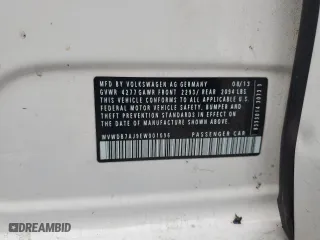 MFD. BY VOLKSWAGEN AG GERMANY 08/13
GVWR 4277 GAWR FRONT 2293/ REAR 2094 LBS
THIS VEHICLE CONFORMS TO ALL APPLICABLE U.S.
FEDERAL MOTOR VEHICLE SAFETY, BUMPER AND
THEFT PREVENTION STANDARDS IN EFFECT ON THE
DATE OF MANUFACTURE SHOWN ABOVE
PASSENGER CAR